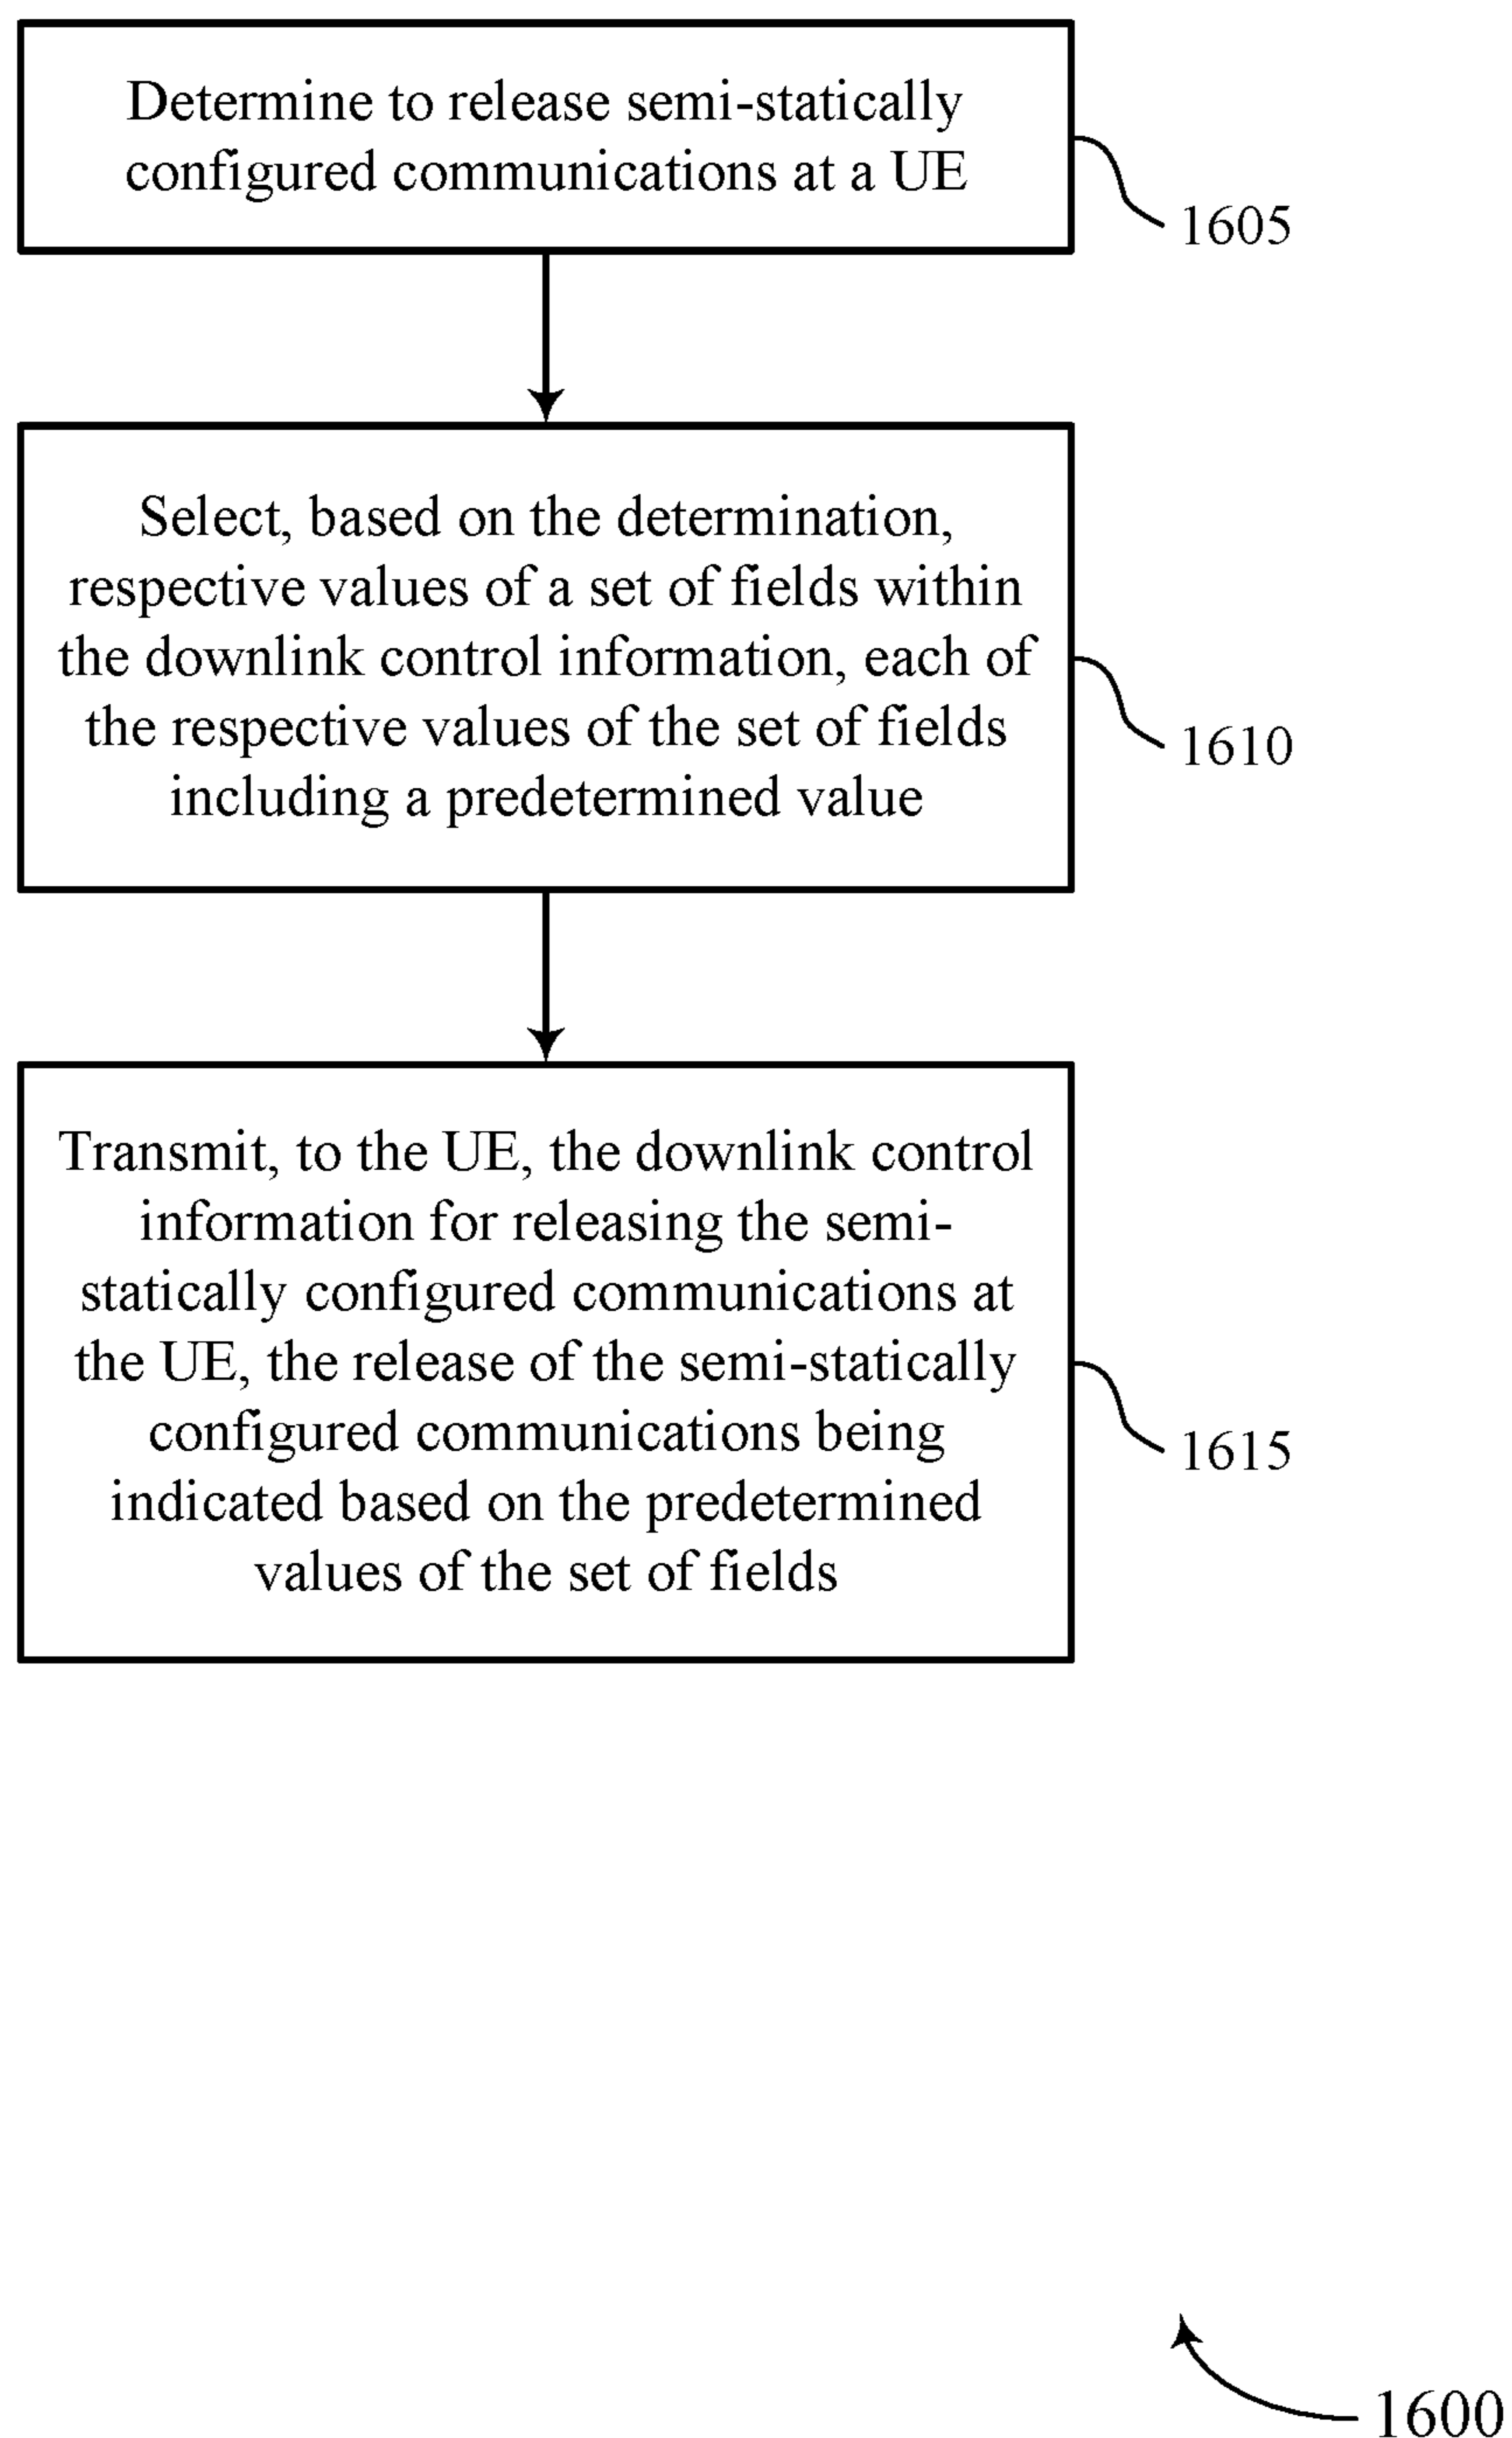 Determine to release semi-statically
configured communications at a UE
1605
Select, based on the determination,
respective values of a set of fields within
the downlink control information, each of
the respective values of the set of fields
including a predetermined value
1610
Transmit, to the UE, the downlink control
information for releasing the semi-
statically configured communications at
the UE, the release of the semi-statically
configured communications being
indicated based on the predetermined
values of the set of fields
1615
1600